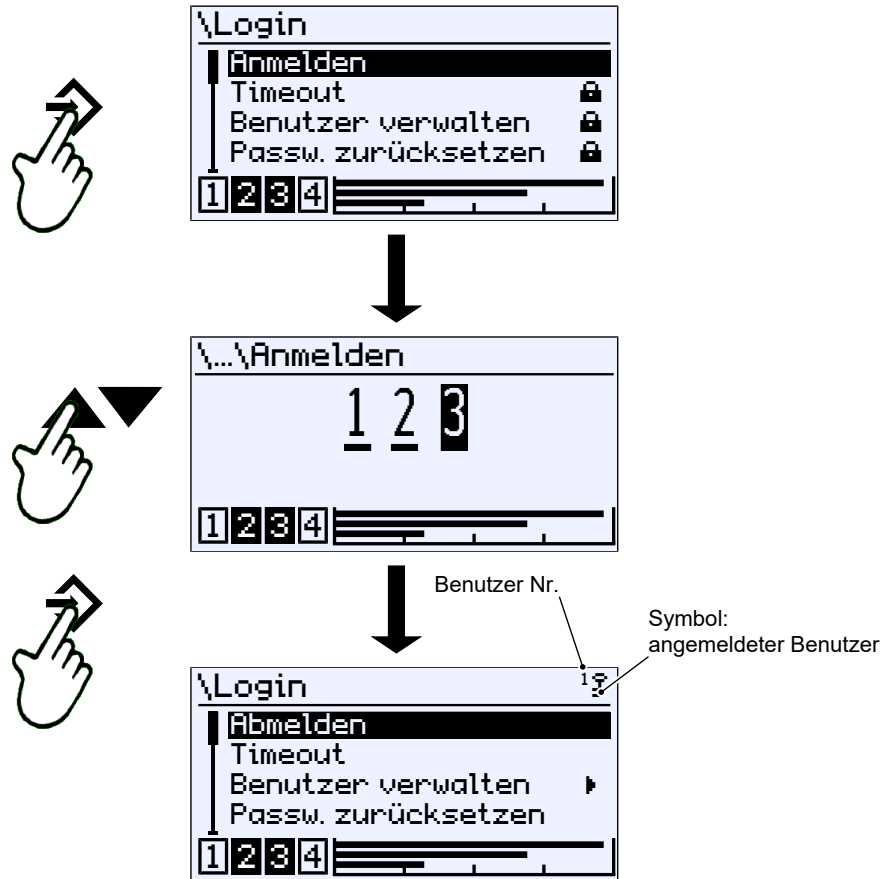 \Login
Anmelden
Timeout
Benutzer verwalten
Passw. zurücksetzen
1 2 3 4
\...\Anmelden
1 2 3
1 2 3 4
Benutzer Nr.
Symbol:
angemeldeter Benutzer
\Login 1
Abmelden
Timeout
Benutzer verwalten
Passw. zurücksetzen
1 2 3 4